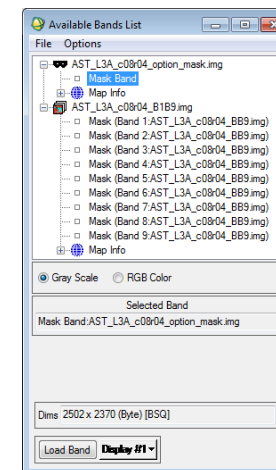 Available Bands List
File Options
AST_L3A_c08r04_option_mask.img
Mask Band
Map Info
AST_L3A_c08r04_B1B9.img
Mask (Band 1:AST_L3A_c08r04_BB9.img)
Mask (Band 2:AST_L3A_c08r04_BB9.img)
Mask (Band 3:AST_L3A_c08r04_BB9.img)
Mask (Band 4:AST_L3A_c08r04_BB9.img)
Mask (Band 5:AST_L3A_c08r04_BB9.img)
Mask (Band 6:AST_L3A_c08r04_BB9.img)
Mask (Band 7:AST_L3A_c08r04_BB9.img)
Mask (Band 8:AST_L3A_c08r04_BB9.img)
Mask (Band 9:AST_L3A_c08r04_BB9.img)
Map Info
Gray Scale RGB Color
Selected Band
Mask Band:AST_L3A_c08r04_option_mask.img
Dims 2502 x 2370 (Byte) [BSQ]
Load Band Display #1